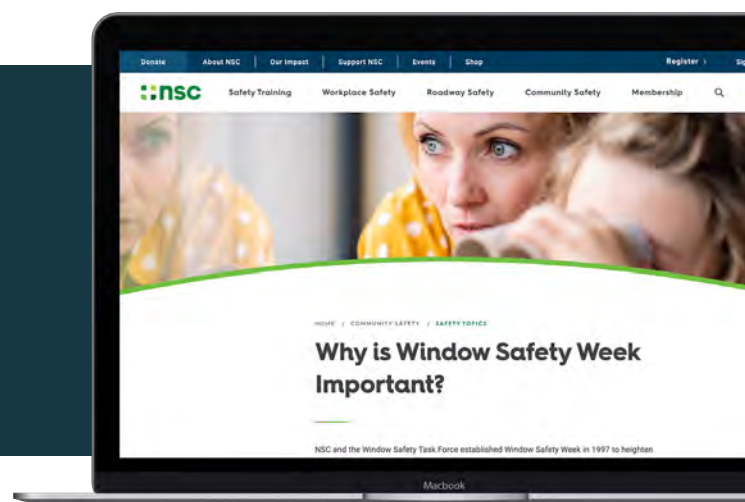 Donate About NSC Our Impact Support NSC Events Shop Register
nsc Safety Training Workplace Safety Roadway Safety Community Safety Membership
HOME / COMMUNITY SAFETY / SAFETY TOPICS
Why is Window Safety Week
Important?
NSC and the Window Safety Task Force established Window Safety Week in 1997 to heighten
Macbook